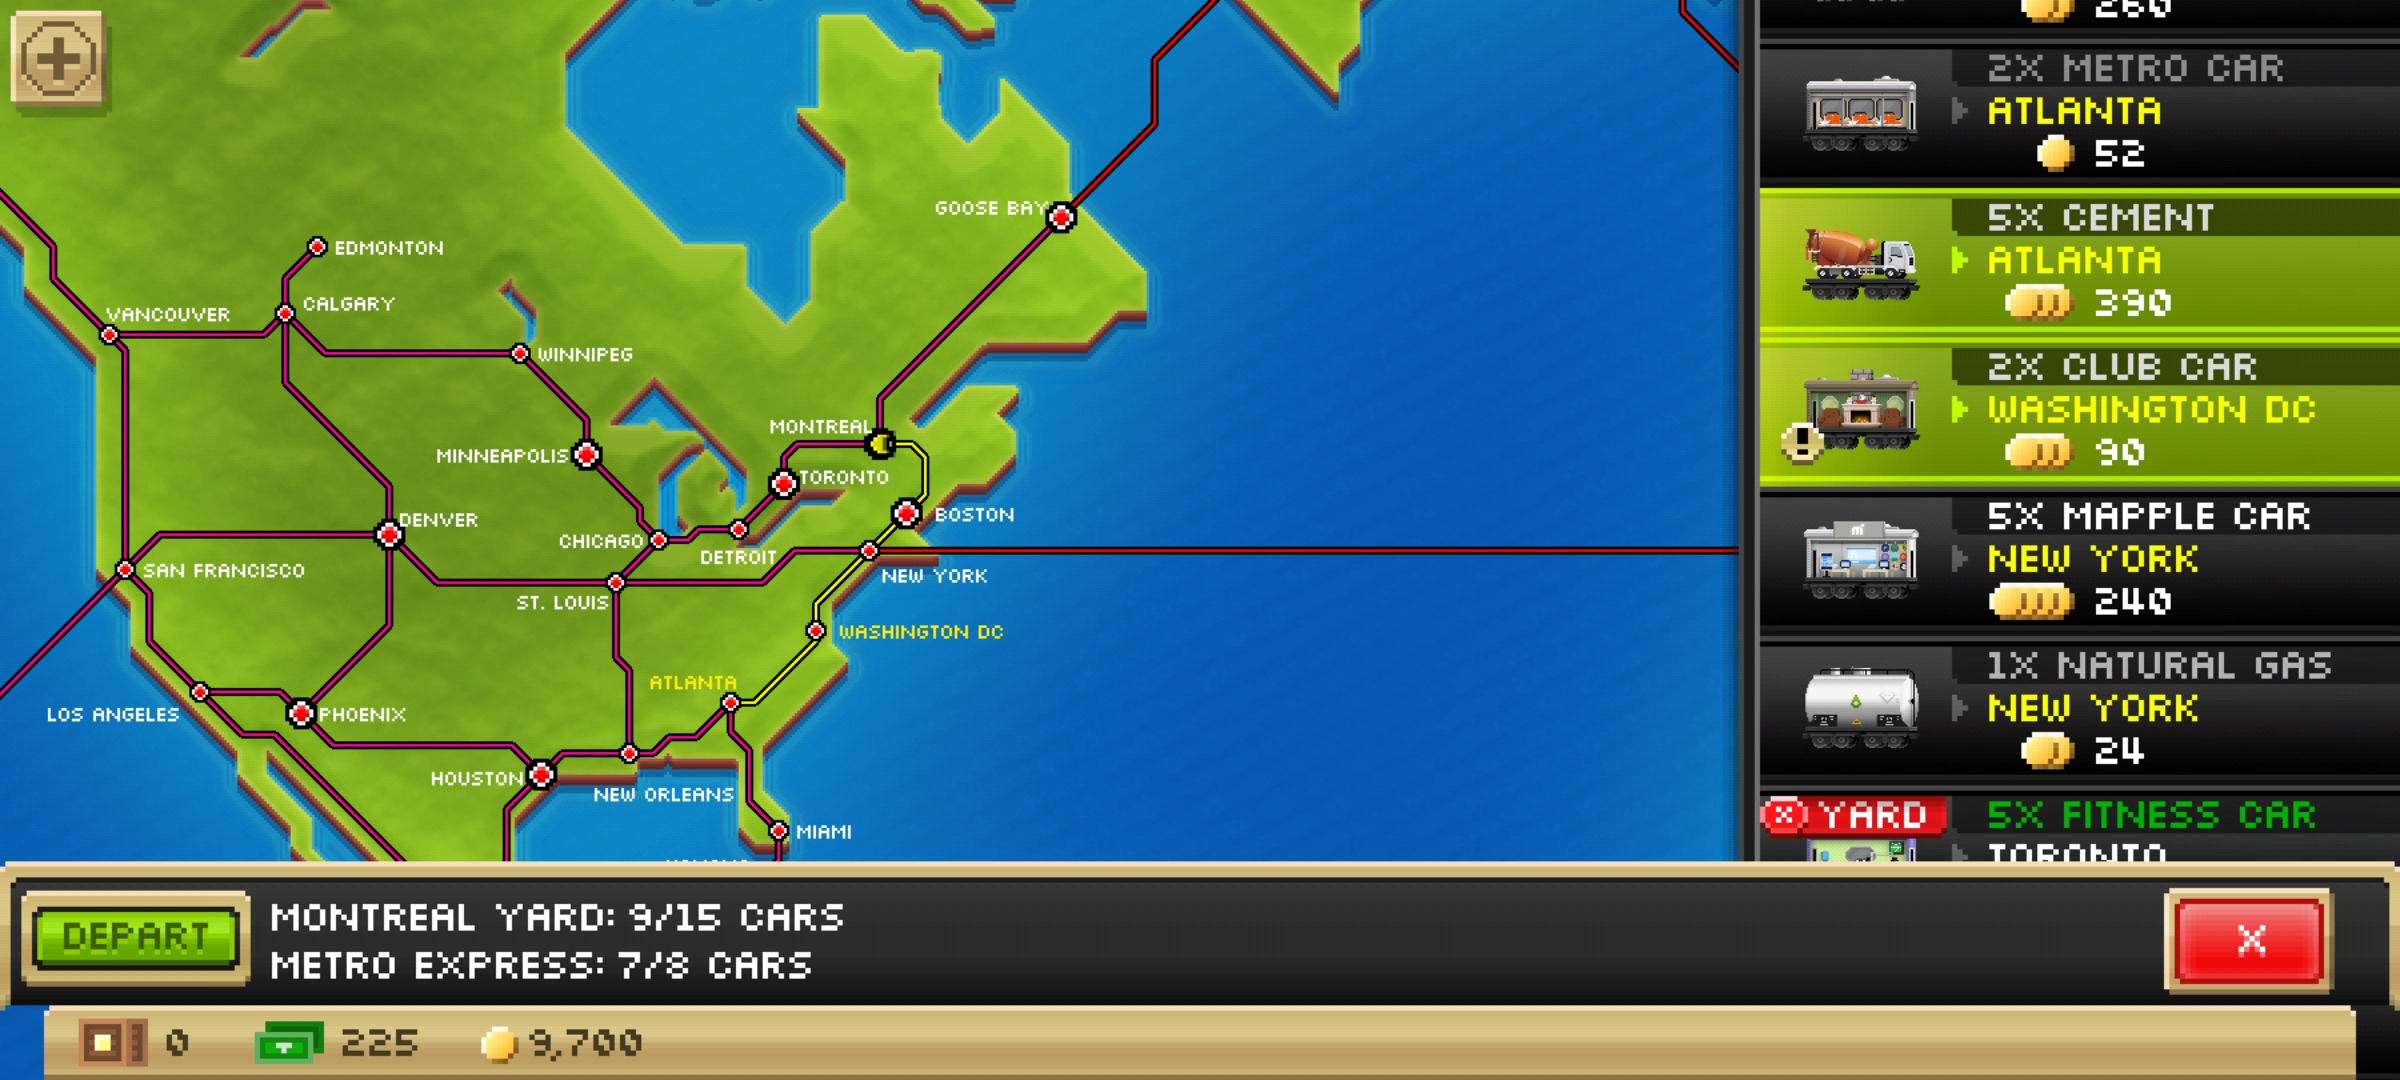 260
2X METRO CAR
ATLANTA
52
5X CEMENT
ATLANTA
390
2X CLUB CAR
WASHINGTON DC
90
5X MAPPLE CAR
NEW YORK
240
1X NATURAL GAS
NEW YORK
24
YARD
5X FITNESS CAR
TORONTO
GOOSE BAY
EDMONTON
CALGARY
VANCOUVER
WINNIPEG
MONTREAL
MINNEAPOLIS
TORONTO
DENVER
BOSTON
CHICAGO
DETROIT
SAN FRANCISCO
NEW YORK
ST. LOUIS
WASHINGTON DC
ATLANTA
LOS ANGELES
PHOENIX
HOUSTON
NEW ORLEANS
MIAMI
DEPART
MONTREAL YARD: 9/15 CARS
METRO EXPRESS: 7/8 CARS
X
0
225
9,700